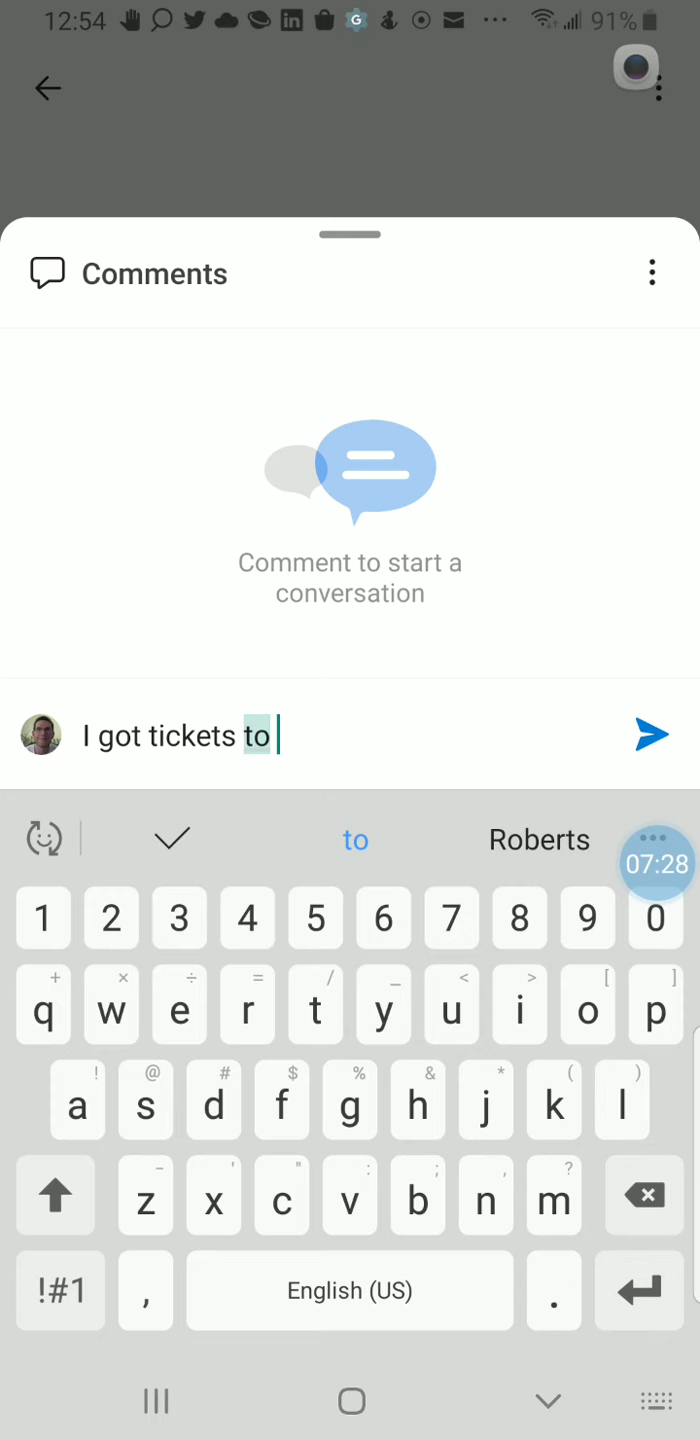 12:54 G 91%
Comments
Comment to start a
conversation
I got tickets to
to Roberts
07:28
1 2 3 4 5 6 7 8 9 0
+ × ÷ = / _ < > [ ]
q w e r t y u i o p
! @ # $ % & * ( )
a s d f g h j k l
- ' " : ; , ?
z x c v b n m
!#1 , English (US) .